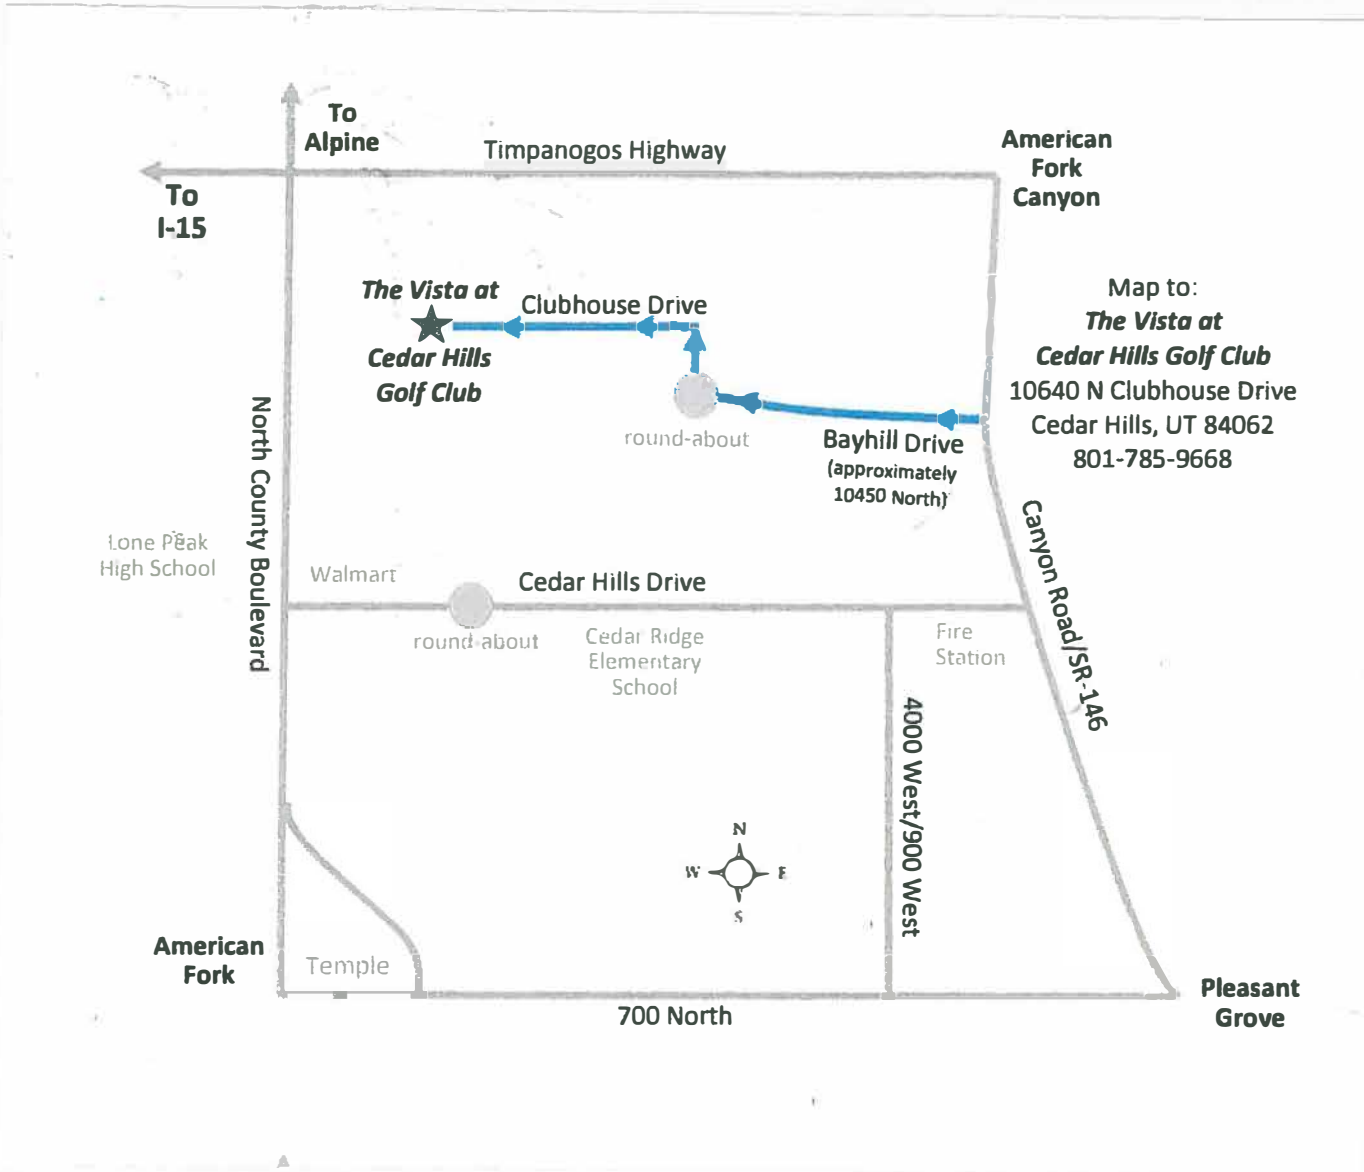 To
Alpine
Timpanogos Highway
American
Fork
Canyon
To
I-15
The Vista at
Clubhouse Drive
Cedar Hills
Golf Club
Map to:
The Vista at
Cedar Hills Golf Club
10640 N Clubhouse Drive
Cedar Hills, UT 84062
801-785-9668
round-about
Bayhill Drive
(approximately
10450 North)
North County Boulevard
Lone Peak
High School
Walmart
Cedar Hills Drive
round-about
Cedar Ridge
Elementary
School
Fire
Station
Canyon Road/SR-146
4000 West/900 West
N
W
E
S
American
Fork
Temple
700 North
Pleasant
Grove